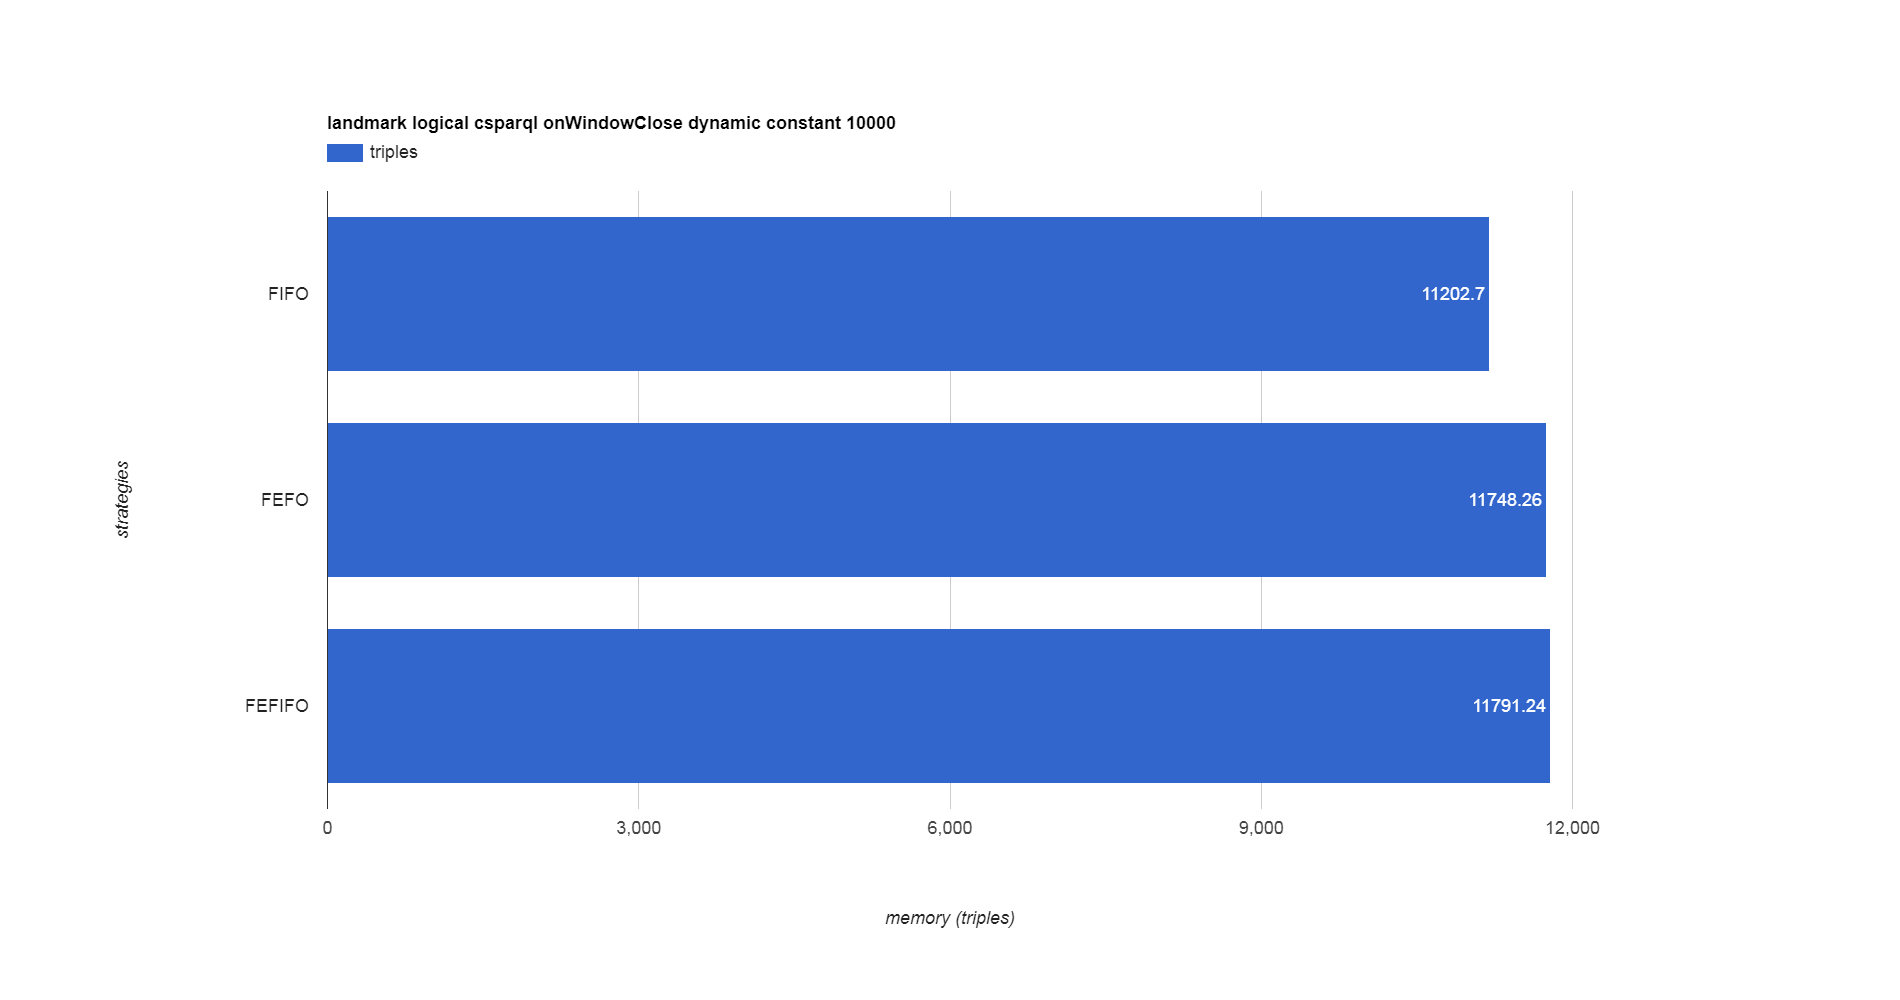 landmark logical csparql onWindowClose dynamic constant 10000
triples
FIFO
11202.7
FEFO
11748.26
FEFIFO
11791.24
strategies
0
3,000
6,000
9,000
12,000
memory (triples)